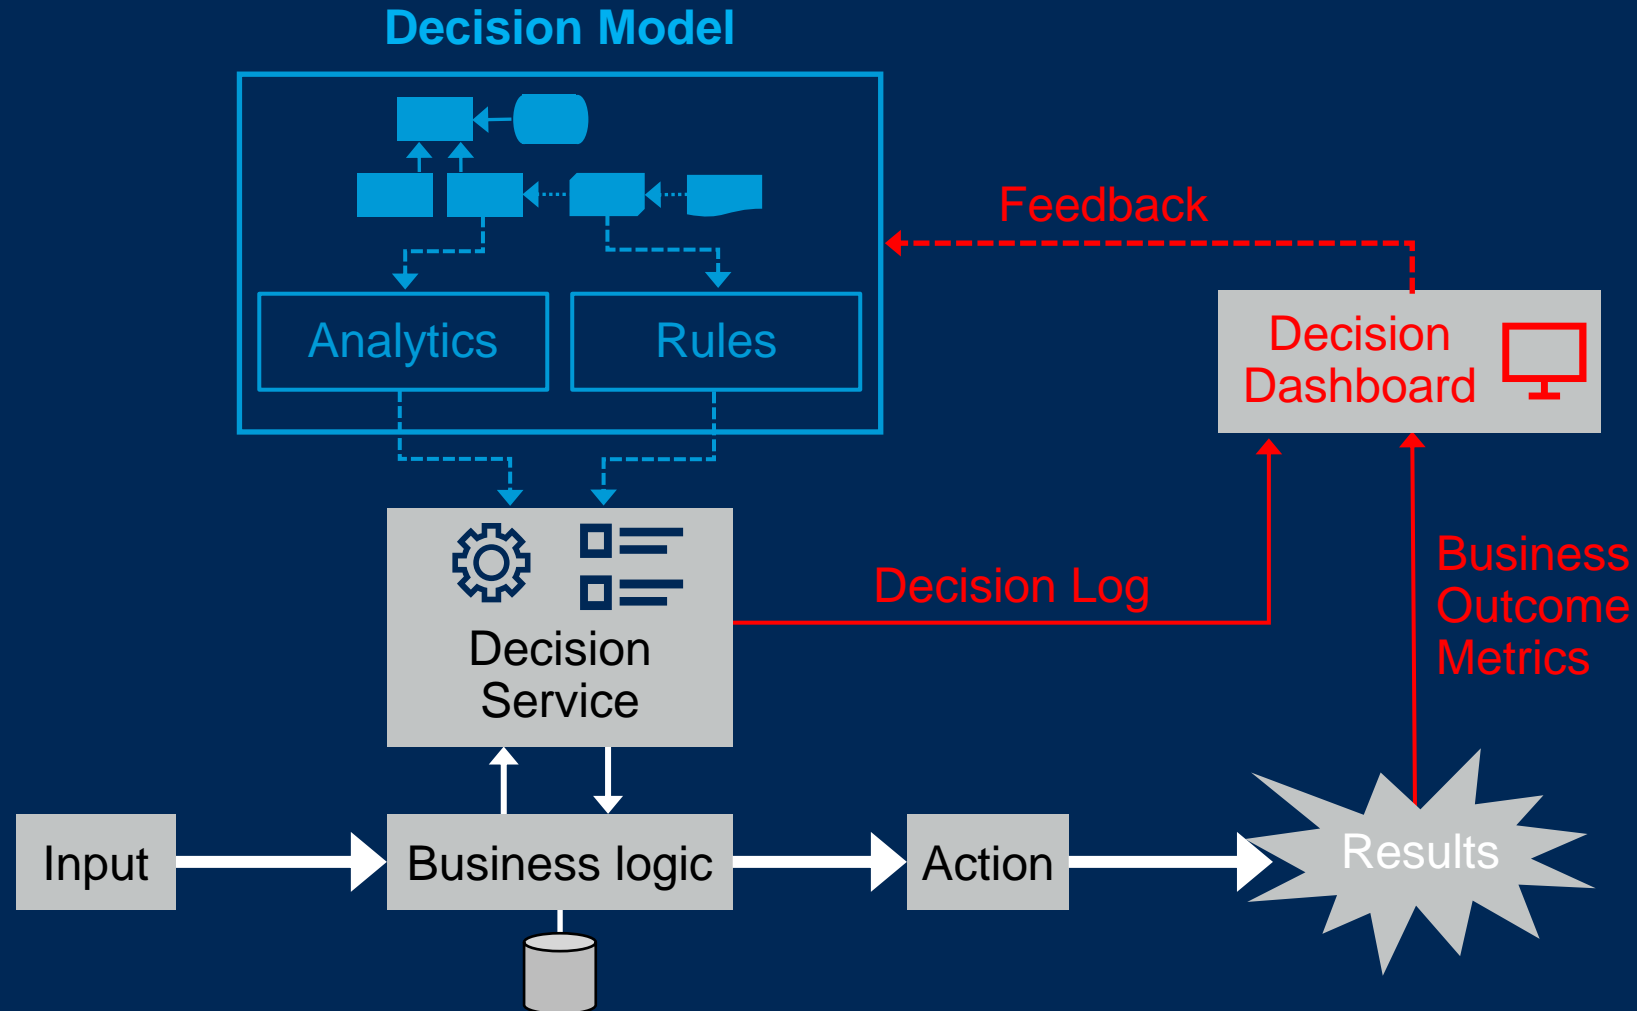 Decision Model
Feedback
Analytics
Rules
Decision
Dashboard
Decision Log
Business
Outcome
Metrics
Decision
Service
Input
Business logic
Action
Results